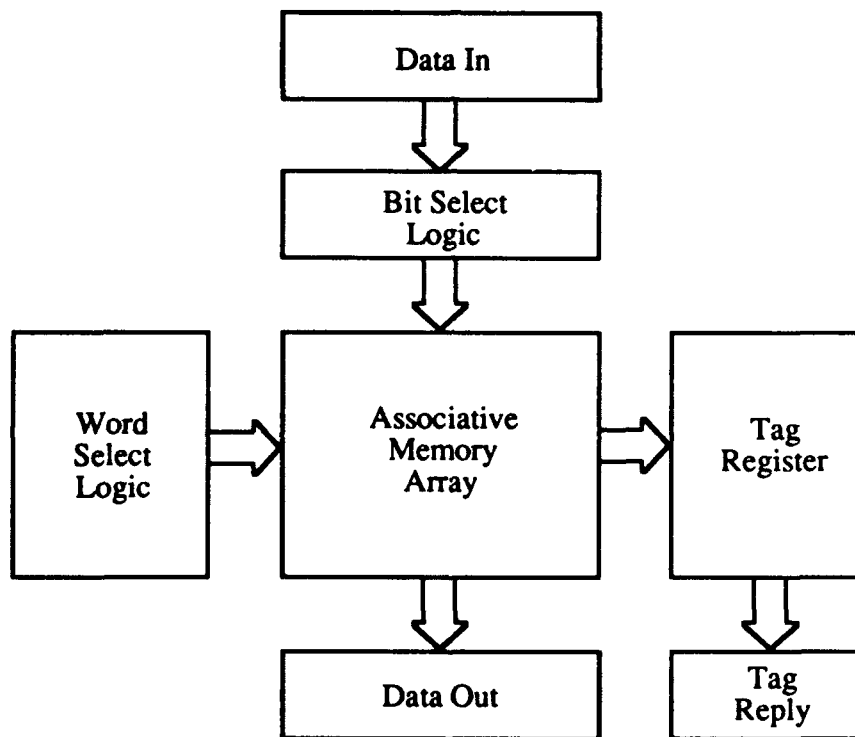 Data In
Bit Select
Logic
Word
Select
Logic
Associative
Memory
Array
Tag
Register
Data Out
Tag
Reply